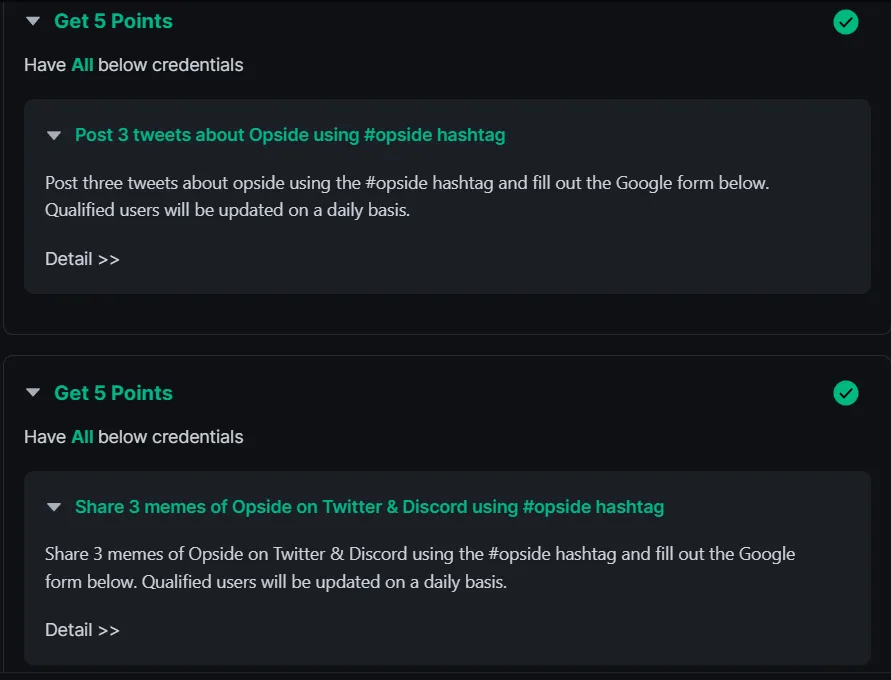 Get 5 Points
Have All below credentials
Post 3 tweets about Opside using #opside hashtag
Post three tweets about opside using the #opside hashtag and fill out the Google form below.
Qualified users will be updated on a daily basis.
Detail >>
Get 5 Points
Have All below credentials
Share 3 memes of Opside on Twitter & Discord using #opside hashtag
Share 3 memes of Opside on Twitter & Discord using the #opside hashtag and fill out the Google
form below. Qualified users will be updated on a daily basis.
Detail >>